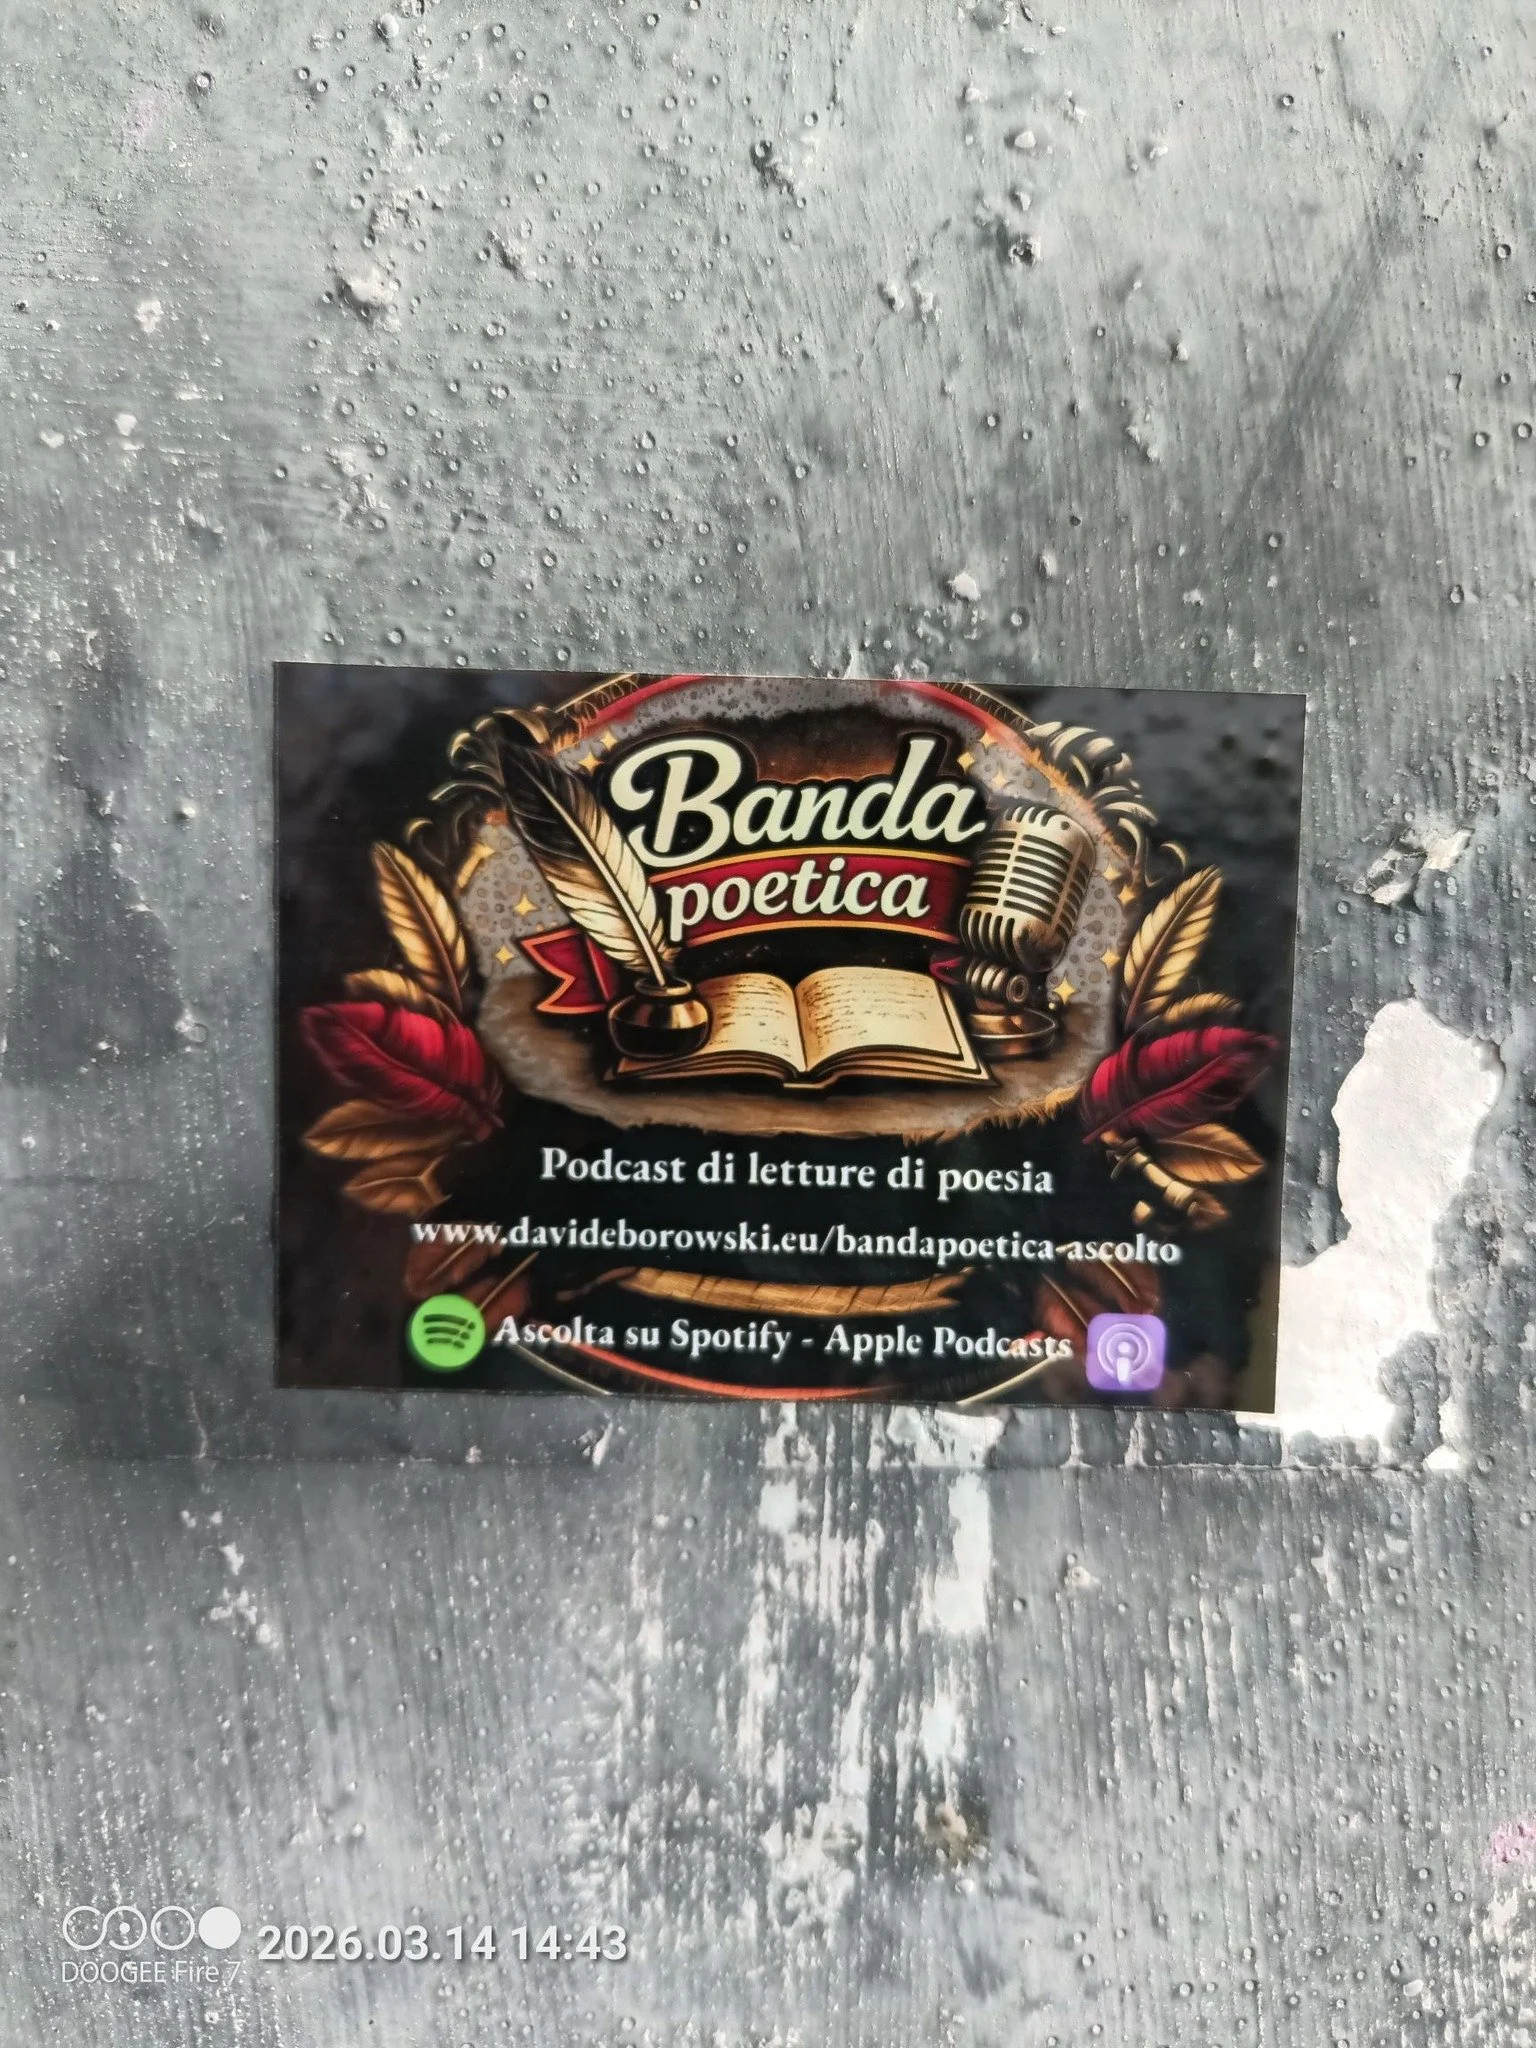 Banda
poetica
Podcast di letture di poesia
www.davideborowski.eu/bandapoetica-ascolto
Ascolta su Spotify - Apple Podcasts
2026.03.14 14:43
DOOGEE Fire 7